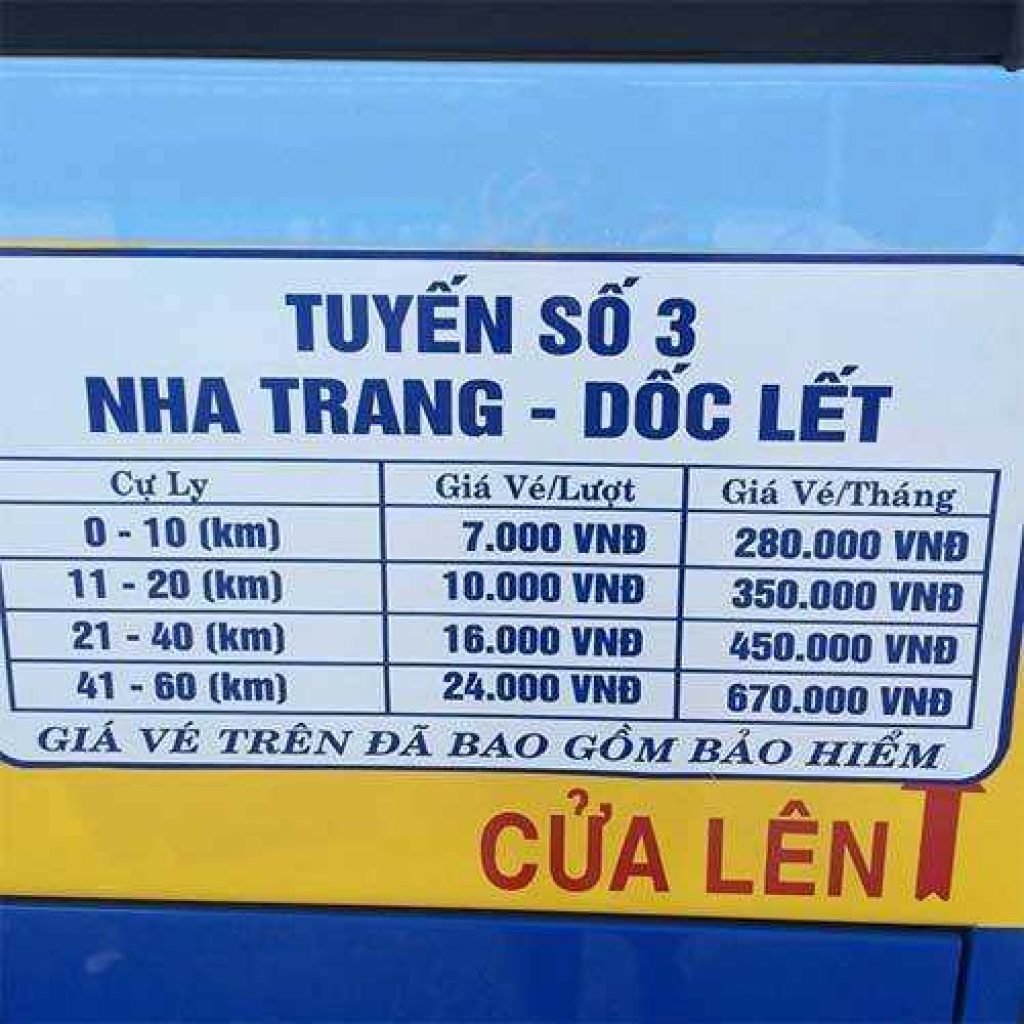 TUYẾN SỐ 3
NHA TRANG - DỐC LẾT
Cự Ly Giá Vé/Lượt Giá Vé/Tháng
0 - 10 (km) 7.000 VNĐ 280.000 VNĐ
11 - 20 (km) 10.000 VNĐ 350.000 VNĐ
21 - 40 (km) 16.000 VNĐ 450.000 VNĐ
41 - 60 (km) 24.000 VNĐ 670.000 VNĐ
GIÁ VÉ TRÊN ĐÃ BAO GỒM BẢO HIỂM
CỬA LÊN